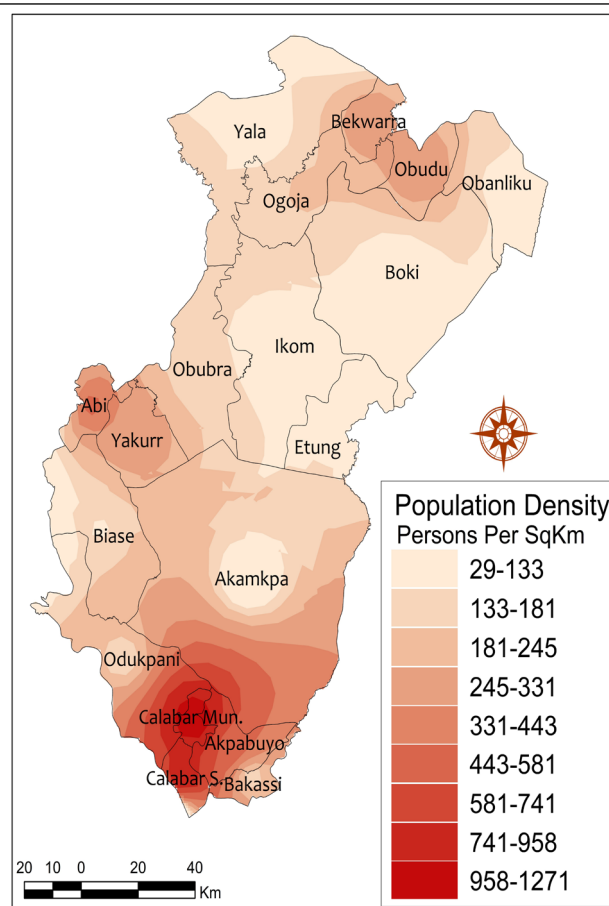 Bekwarra
Yala
Obudu
Obanliku
Ogoja
Boki
Ikom
Obubra
Abi
Yakurr
Etung
Biase
Akamkpa
Odukpani
Calabar Mun.
Akpabuyo
Calabar S.
Bakassi
Population Density
Persons Per SqKm
29-133
133-181
181-245
245-331
331-443
443-581
581-741
741-958
958-1271
20 10 0 20 40
Km